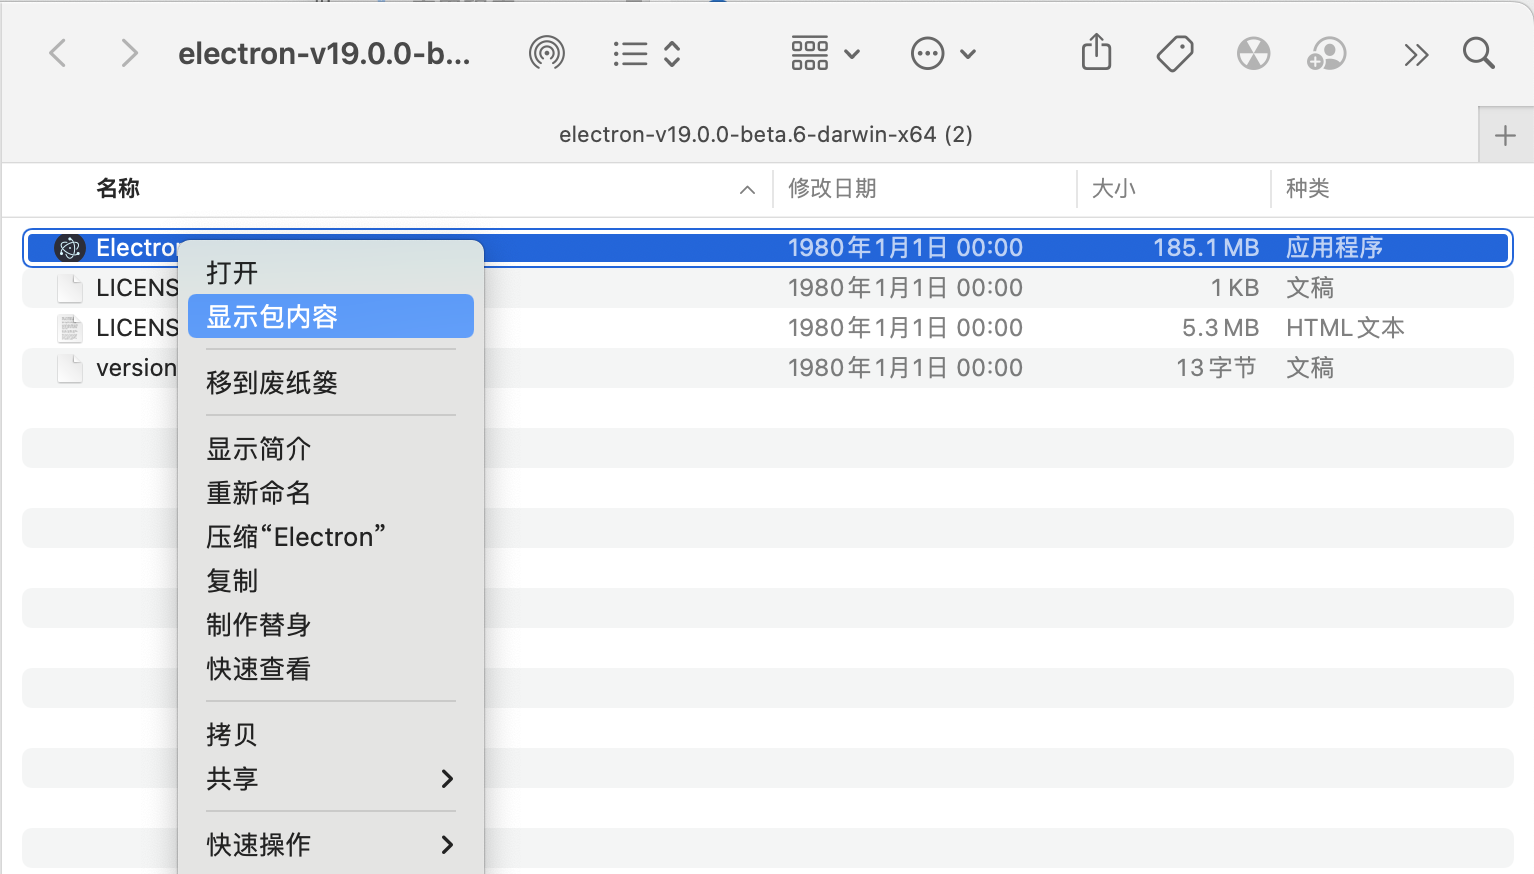 electron-v19.0.0-b...
electron-v19.0.0-beta.6-darwin-x64 (2)
名称 修改日期 大小 种类
Electron 1980年1月1日 00:00 185.1 MB 应用程序
LICENS 1980年1月1日 00:00 1 KB 文稿
LICENS 1980年1月1日 00:00 5.3 MB HTML文本
version 1980年1月1日 00:00 13字节 文稿
打开
显示包内容
移到废纸篓
显示简介
重新命名
压缩“Electron”
复制
制作替身
快速查看
拷贝
共享
快速操作